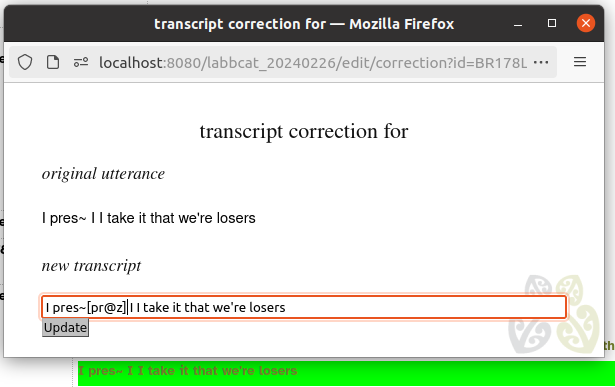 transcript correction for — Mozilla Firefox
localhost:8080/labbcat_20240226/edit/correction?id=BR178L
transcript correction for
original utterance
I pres~ I I take it that we're losers
new transcript
I pres~[pr@z] I I take it that we're losers
Update
th
I pres~ I I take it that we're losers